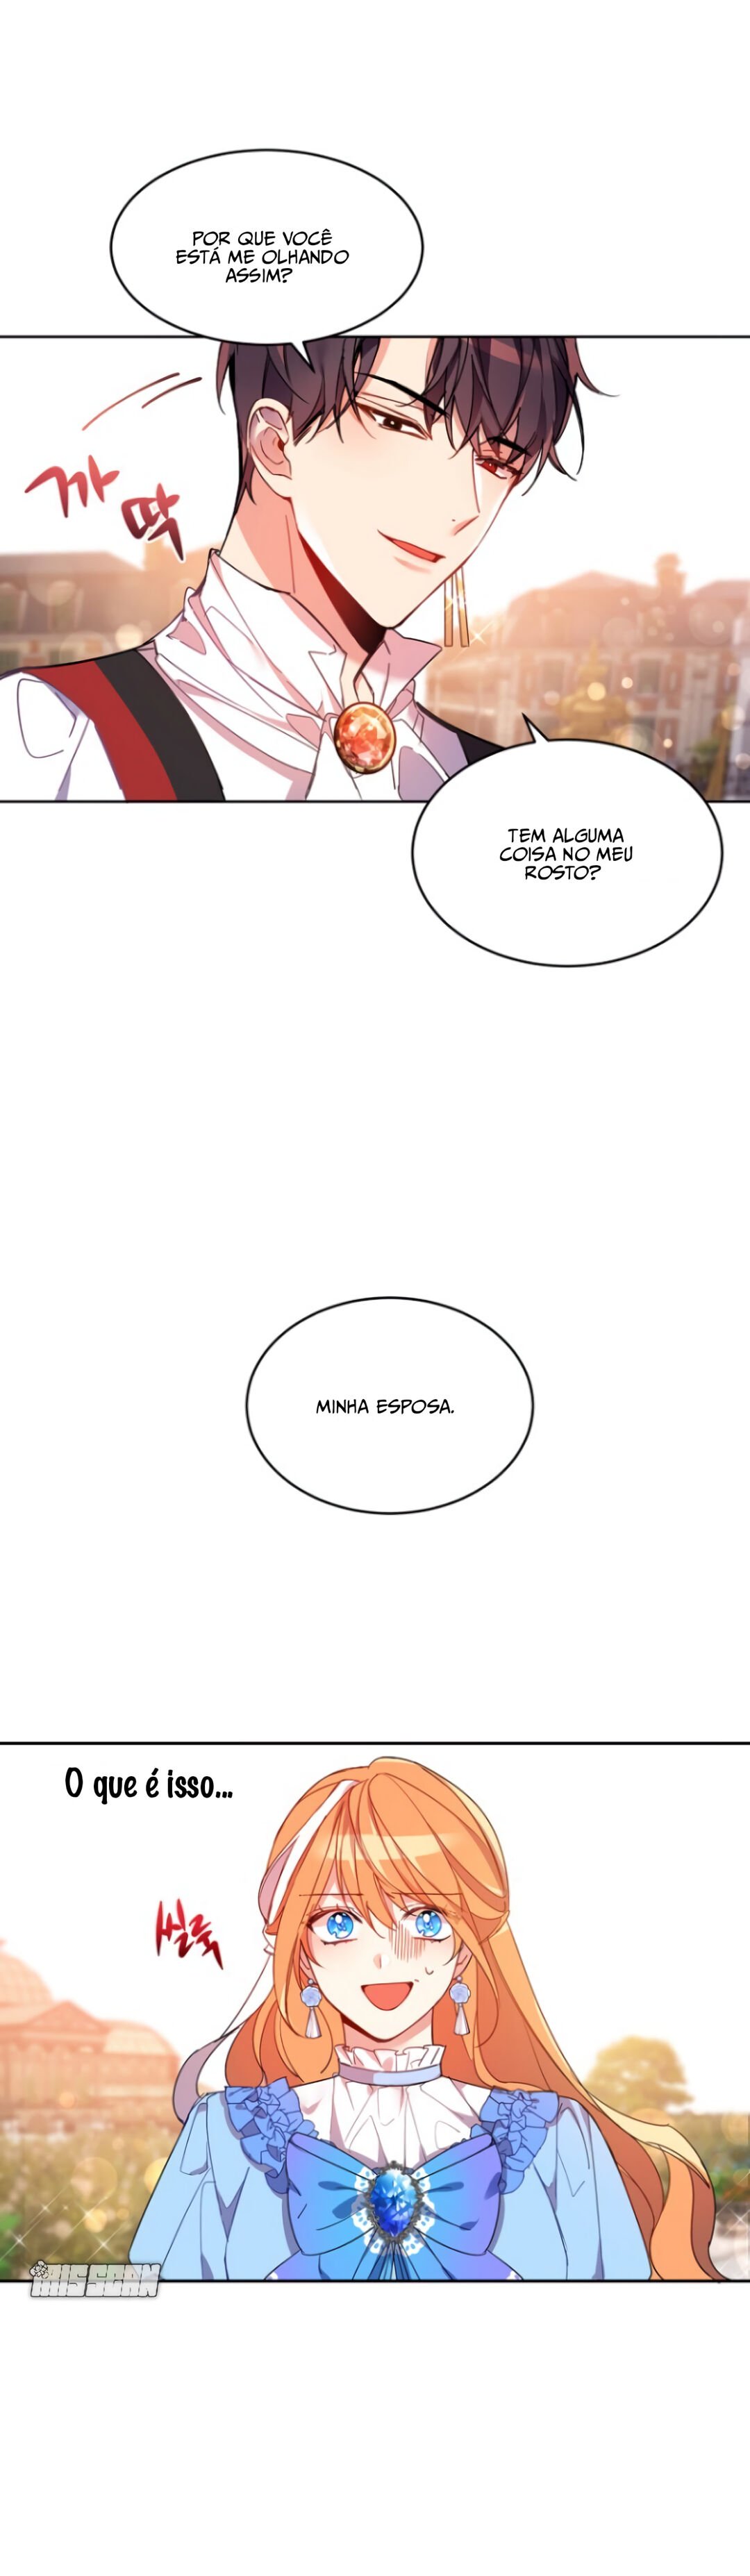 POR QUE VOCÊ
ESTÁ ME OLHANDO
ASSIM?
까
딱
TEM ALGUMA
COISA NO MEU
ROSTO?
MINHA ESPOSA.
O que é isso...
씰룩
MISSRAN